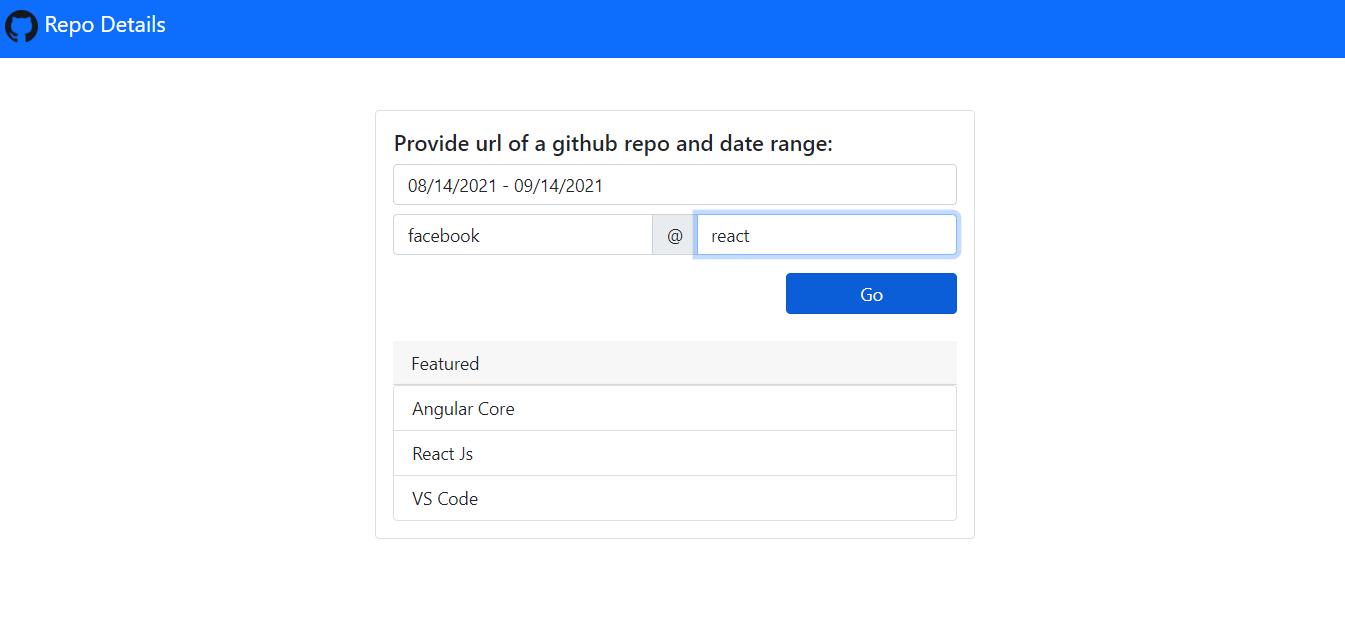 Repo Details
Provide url of a github repo and date range:
08/14/2021 - 09/14/2021
facebook @ react
Go
Featured
Angular Core
React Js
VS Code